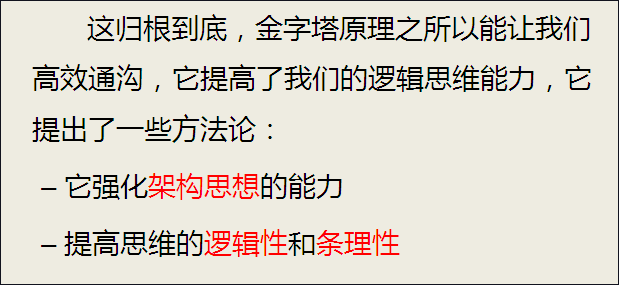 这归根到底，金字塔原理之所以能让我们
高效通沟，它提高了我们的逻辑思维能力，它
提出了一些方法论：
– 它强化架构思想的能力
– 提高思维的逻辑性和条理性